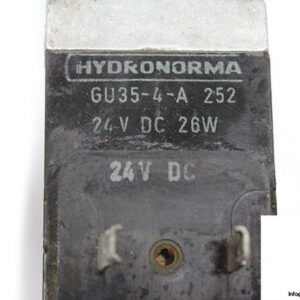 HYDRONORMA
GU35-4-A 252
24V DC 26W
24V DC